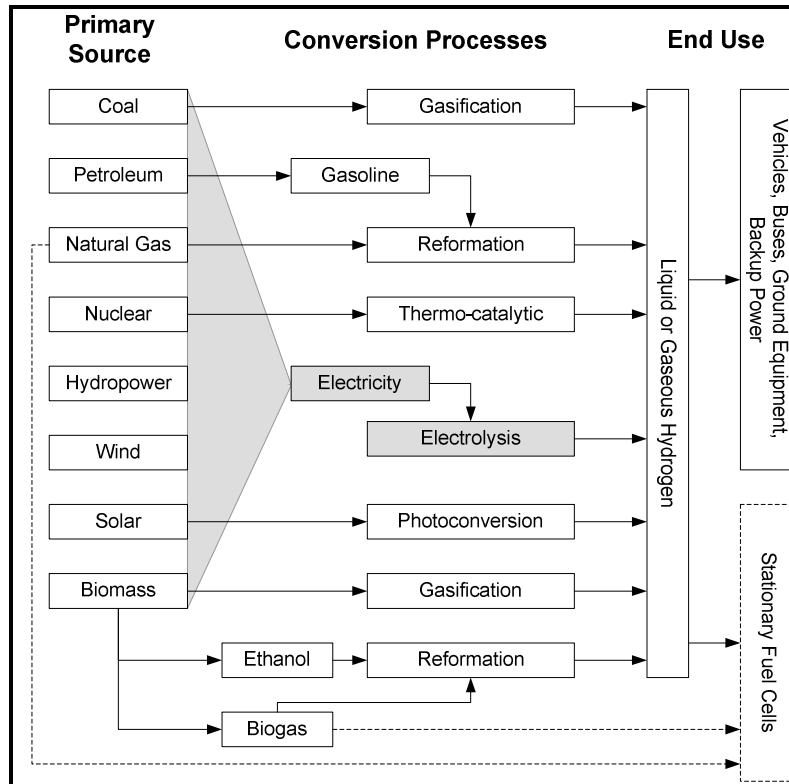 Primary
Source
Conversion Processes
End Use
Coal
Gasification
Petroleum
Gasoline
Natural Gas
Reformation
Nuclear
Thermo-catalytic
Hydropower
Electricity
Wind
Electrolysis
Solar
Photoconversion
Biomass
Gasification
Ethanol
Reformation
Biogas
Liquid or Gaseous Hydrogen
Vehicles, Buses, Ground Equipment,
Backup Power
Stationary Fuel Cells